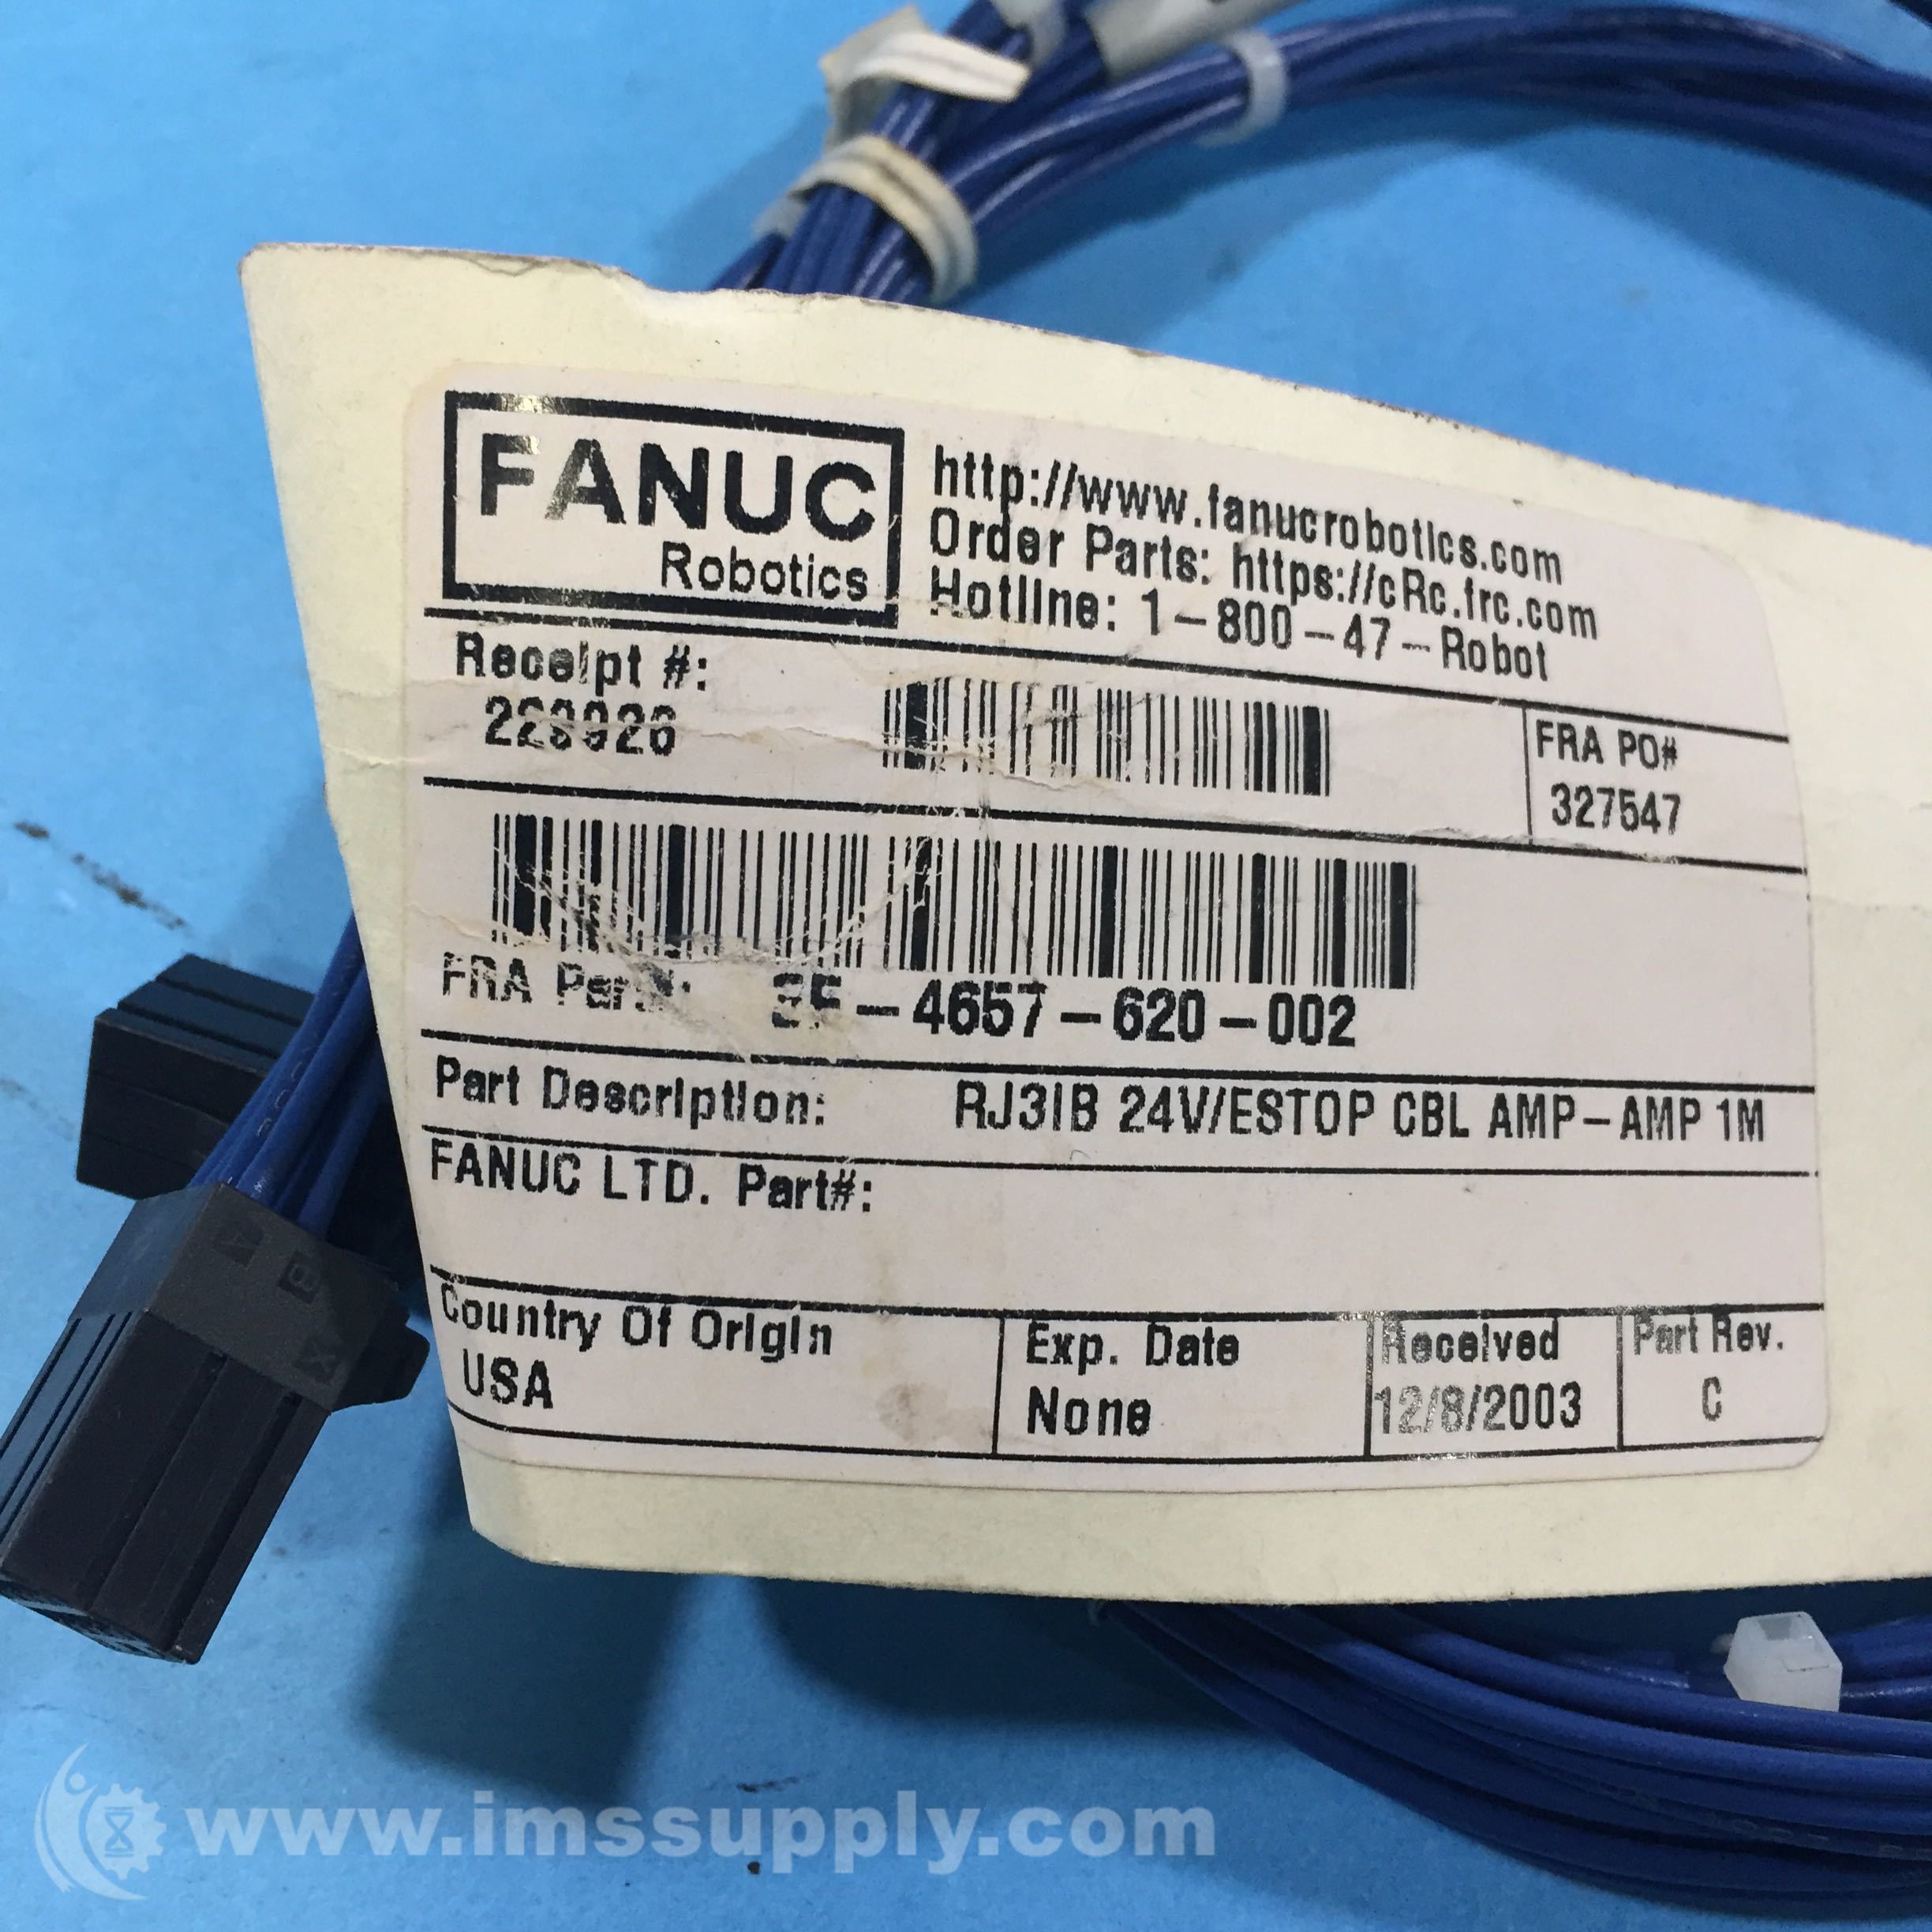 FANUC
Robotics
http://www.fanucrobotics.com
Order Parts: https://cRc.frc.com
Hotline: 1-800-47-Robot
Receipt #:
FRA PO#
327547
FRA Part#: -4657-620-002
Part Description: RJ3IB 24V/ESTOP CBL AMP-AMP 1M
FANUC LTD. Part#:
Country Of Origin
USA
Exp. Date
None
Received
12/8/2003
Part Rev.
C
A
B
X
www.imssupply.com